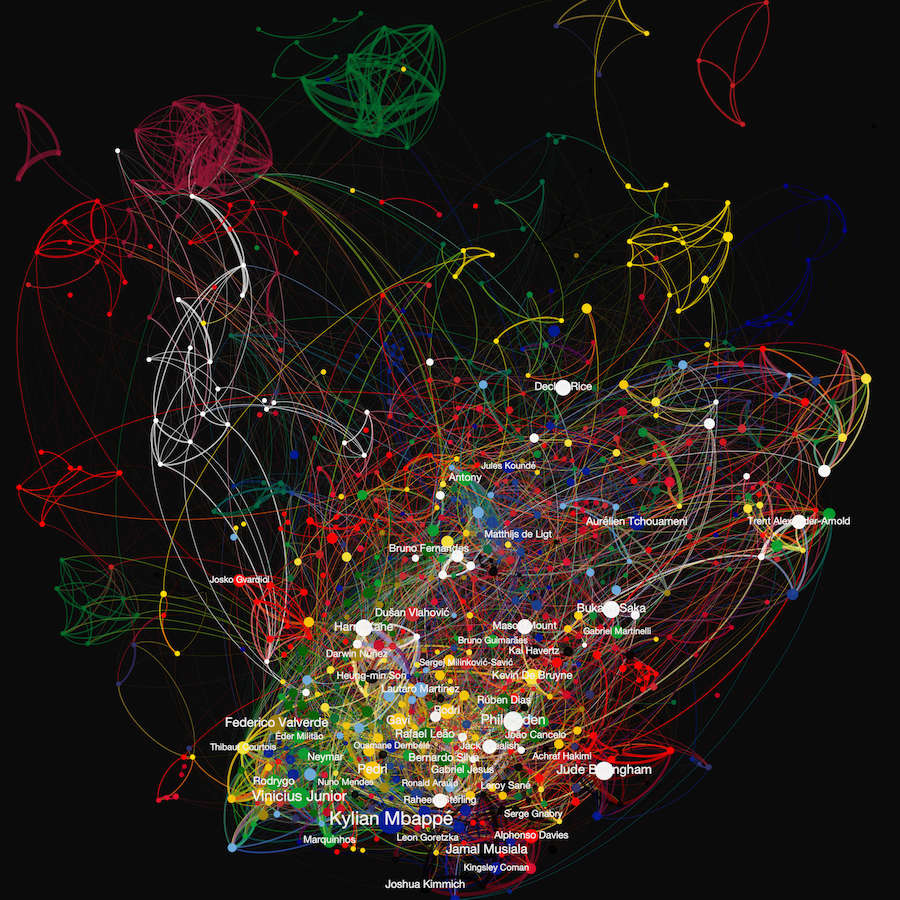 Declan Rice
Jules Koundé
Antony
Aurélien Tchouameni
Trent Alexander-Arnold
Matthijs de Ligt
Bruno Fernandes
Josko Gvardiol
Bukayo Saka
Dušan Vlahović
Harry Kane
Mason Mount
Gabriel Martinelli
Bruno Guimarães
Kai Havertz
Darwin Núñez
Sergej Milinković-Savić
Heung-min Son
Kevin De Bruyne
Lautaro Martínez
Rúben Dias
Rodri
Federico Valverde
Gavi
Phil Foden
Éder Militão
Rafael Leão
João Cancelo
Thibaut Courtois
Ousmane Dembélé
Jack Grealish
Neymar
Bernardo Silva
Achraf Hakimi
Pedri
Gabriel Jesus
Jude Bellingham
Rodrygo
Nuno Mendes
Ronald Araújo
Leroy Sané
Vinicius Junior
Raheem Sterling
Kylian Mbappé
Serge Gnabry
Marquinhos
Leon Goretzka
Alphonso Davies
Jamal Musiala
Kingsley Coman
Joshua Kimmich